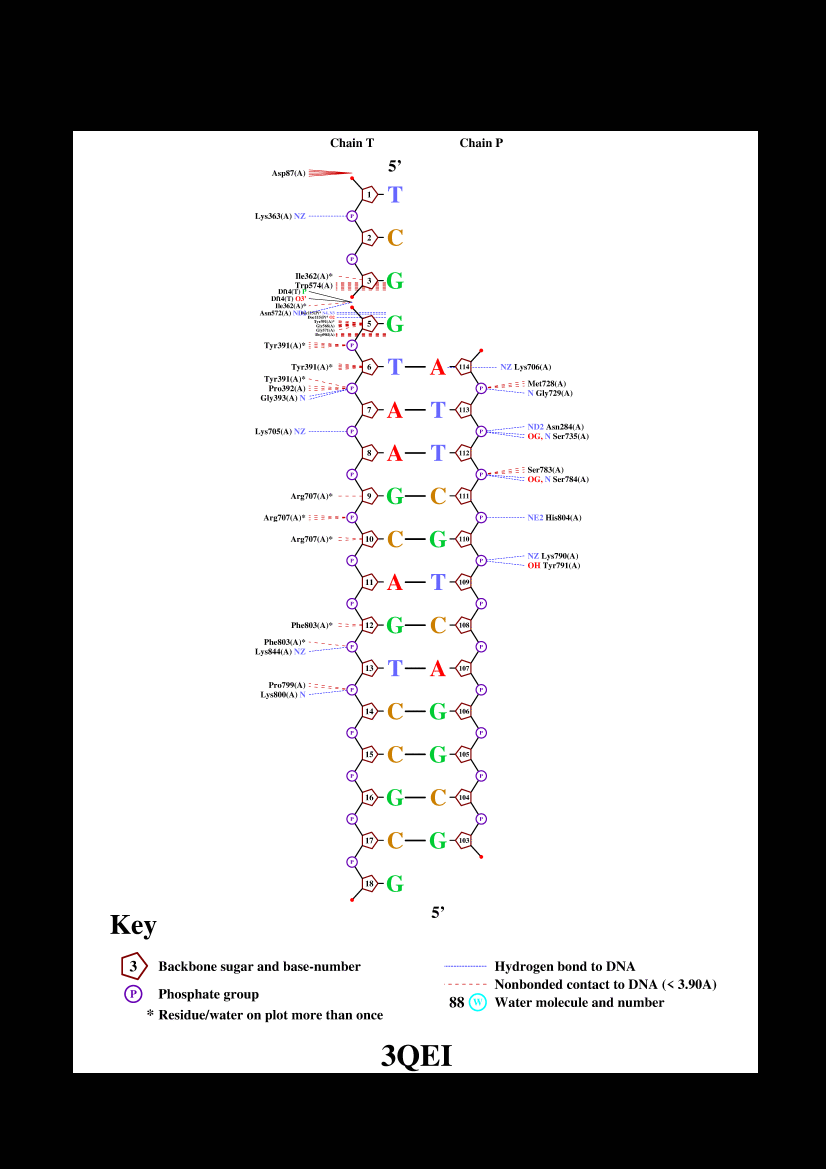 Chain T Chain P
5'
Asp87(A)
1 T
Lys363(A) NZ P
2 C
P
Ile362(A)*
Trp574(A) 3 G
Dft4(T)
Dft4(T) O3'
Ile362(A)*
Asn572(A)
5 G
Tyr391(A)* P
Tyr391(A)* 6 T A 114 NZ Lys706(A)
Tyr391(A)* Met728(A)
Pro392(A) P P
Gly393(A) N N Gly729(A)
7 A T 113
ND2 Asn284(A)
Lys705(A) NZ P P
OG, N Ser735(A)
8 A T 112
Ser783(A)
P P
OG, N Ser784(A)
Arg707(A)* 9 G C 111
Arg707(A)* P P NE2 His804(A)
Arg707(A)* 10 C G 110
NZ Lys790(A)
P P
OH Tyr791(A)
11 A T 109
P P
Phe803(A)* 12 G C 108
Phe803(A)* P P
Lys844(A) NZ
13 T A 107
Pro799(A) P P
Lys800(A) N
14 C G 106
P P
15 C G 105
P P
16 G C 104
P P
17 C G 103
P
18 G
5'
Key
3 Backbone sugar and base-number
P Phosphate group
* Residue/water on plot more than once
Hydrogen bond to DNA
Nonbonded contact to DNA (< 3.90A)
88 W Water molecule and number
3QEI